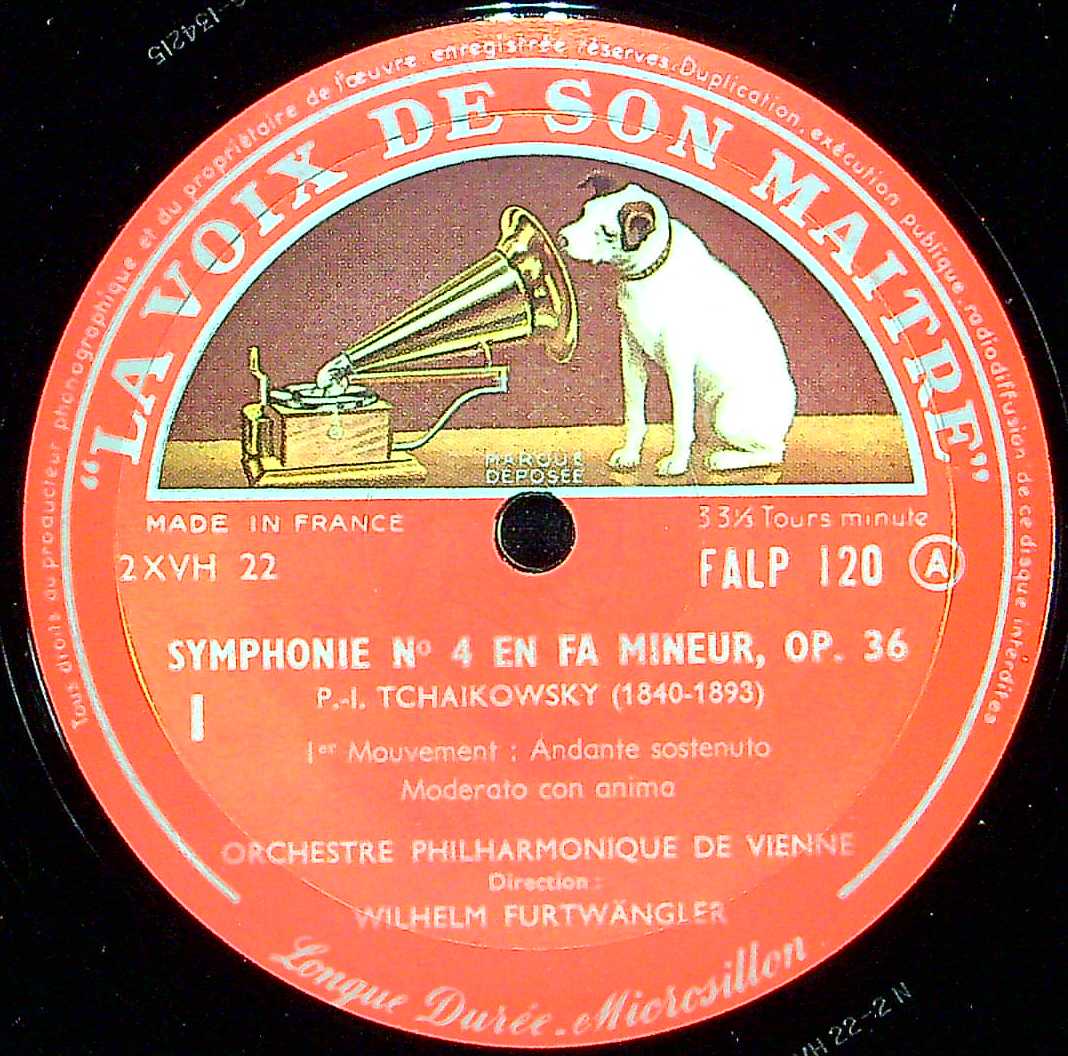 Tous droits du producteur phonographique et du propriétaire de l'œuvre enregistrée réservés. Duplication, exécution publique, radiodiffusion de ce disque interdites
“LA VOIX DE SON MAITRE”
MARQUE
DÉPOSÉE
MADE IN FRANCE
33⅓ Tours minute
2XVH 22
FALP 120 A
SYMPHONIE Nº 4 EN FA MINEUR, OP. 36
P.-I. TCHAIKOWSKY (1840-1893)
I
1er Mouvement : Andante sostenuto
Moderato con anima
ORCHESTRE PHILHARMONIQUE DE VIENNE
Direction :
WILHELM FURTWÄNGLER
Longue Durée. Microsillon